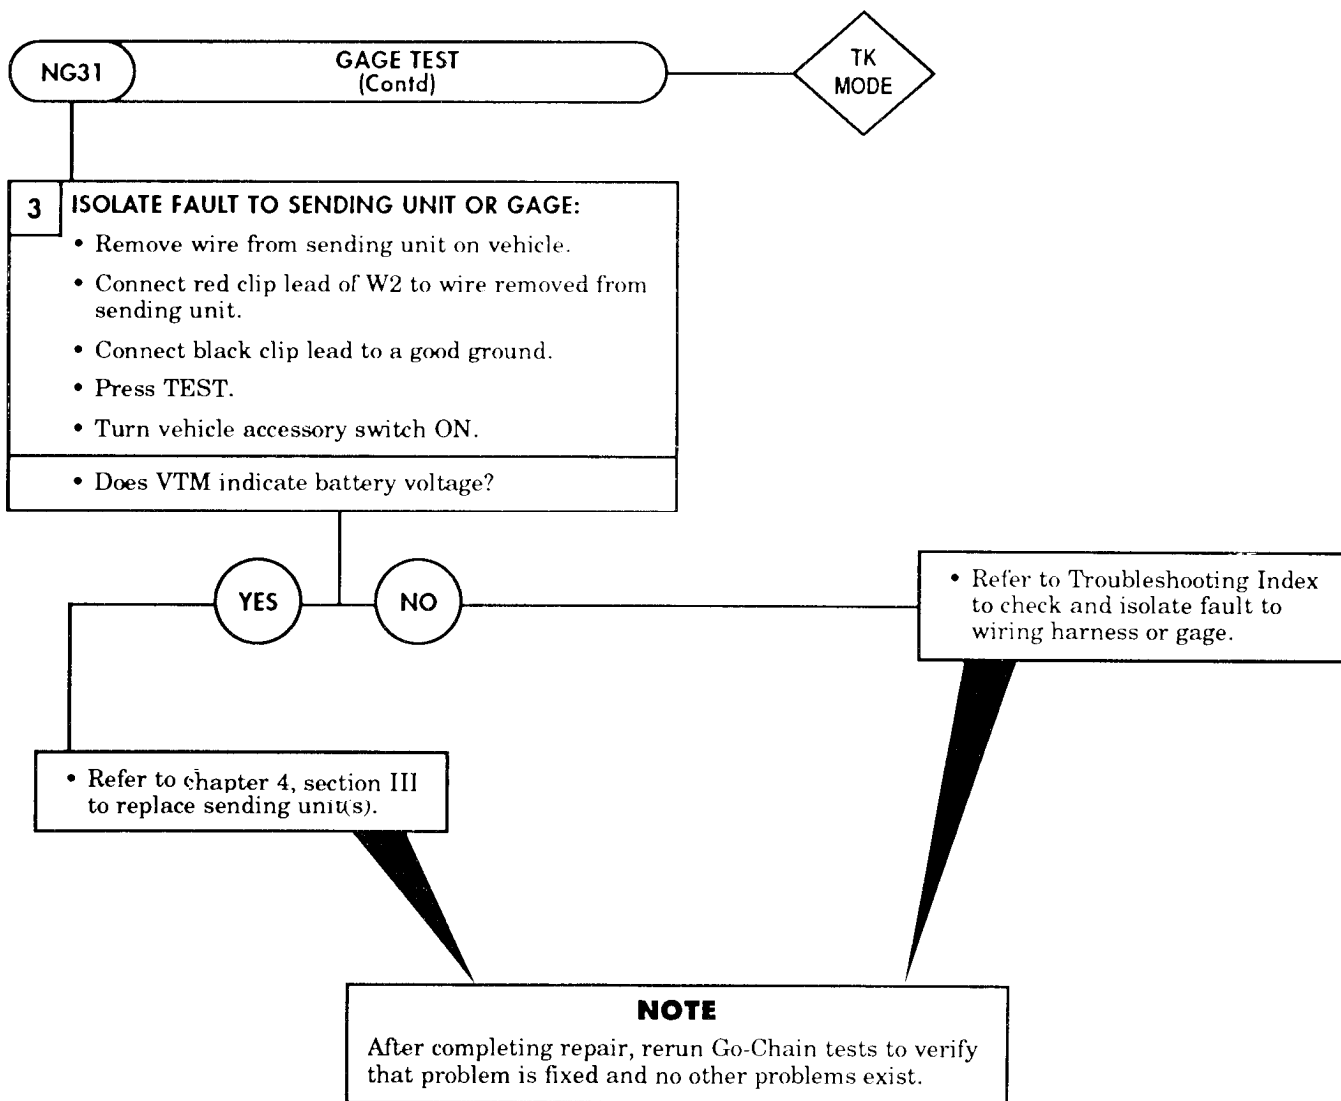 NG31
GAGE TEST
(Contd)
TK
MODE
3
ISOLATE FAULT TO SENDING UNIT OR GAGE:
• Remove wire from sending unit on vehicle.
• Connect red clip lead of W2 to wire removed from
sending unit.
• Connect black clip lead to a good ground.
• Press TEST.
• Turn vehicle accessory switch ON.
• Does VTM indicate battery voltage?
YES
NO
• Refer to Troubleshooting Index
to check and isolate fault to
wiring harness or gage.
• Refer to chapter 4, section III
to replace sending unit(s).
NOTE
After completing repair, rerun Go-Chain tests to verify
that problem is fixed and no other problems exist.